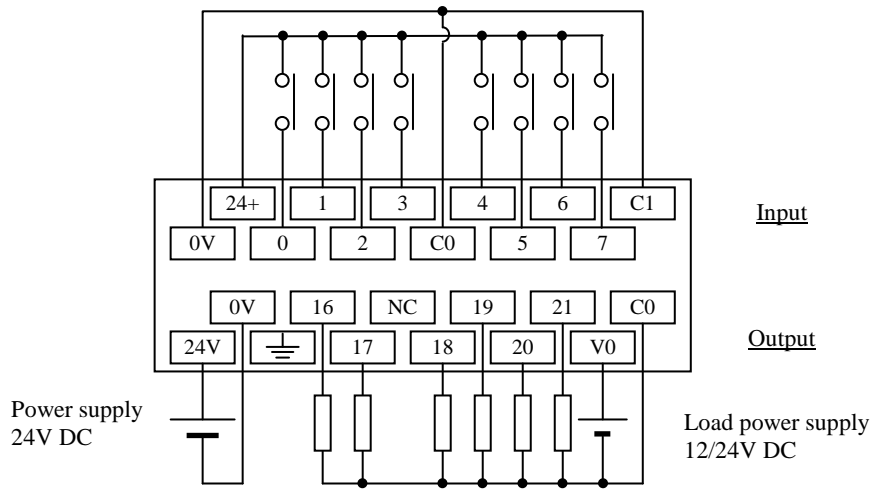 24+ 1 3 4 6 C1
Input
0V 0 2 C0 5 7
0V 16 NC 19 21 C0
Output
24V 17 18 20 V0
Power supply
24V DC
Load power supply
12/24V DC